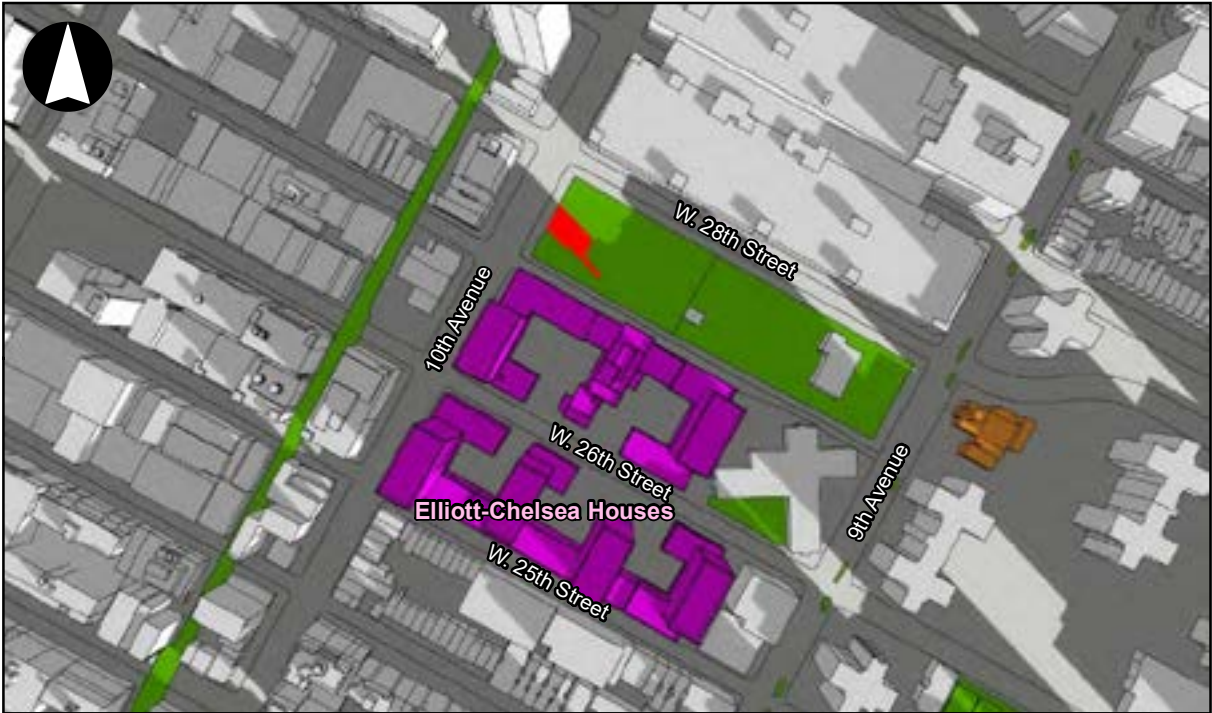 W. 28th Street
10th Avenue
W. 26th Street
9th Avenue
Elliott-Chelsea Houses
W. 25th Street